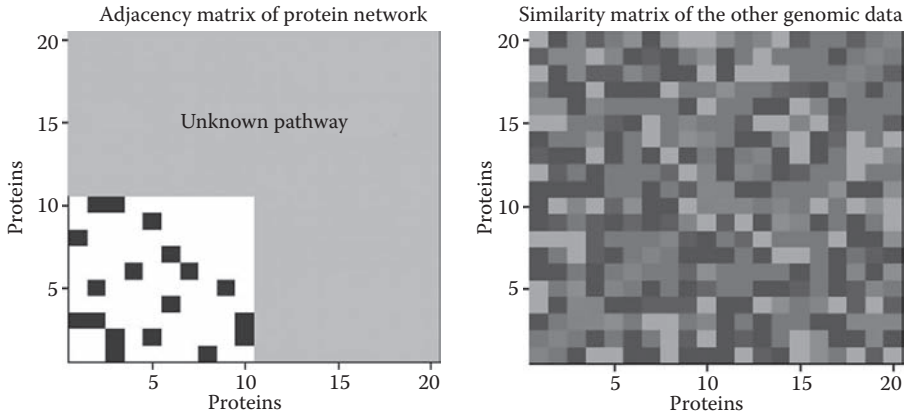 Adjacency matrix of protein network
20
15
10
5
Proteins
Unknown pathway
5 10 15 20
Proteins
Similarity matrix of the other genomic data
20
15
10
5
Proteins
5 10 15 20
Proteins